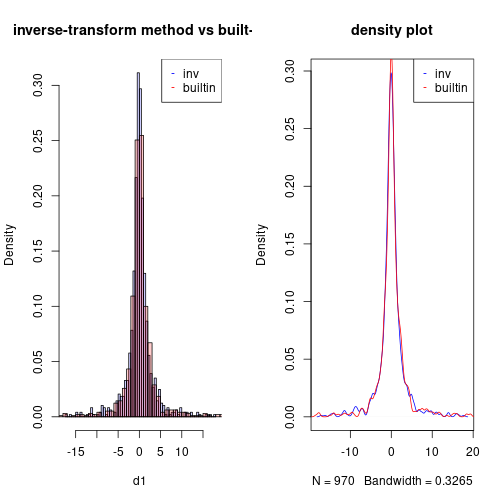 inverse-transform method vs built-
density plot
inv
builtin
inv
builtin
Density
0.00 0.05 0.10 0.15 0.20 0.25 0.30
-15 -5 0 5 10
d1
Density
0.00 0.05 0.10 0.15 0.20 0.25 0.30
-10 0 10 20
N = 970 Bandwidth = 0.3265